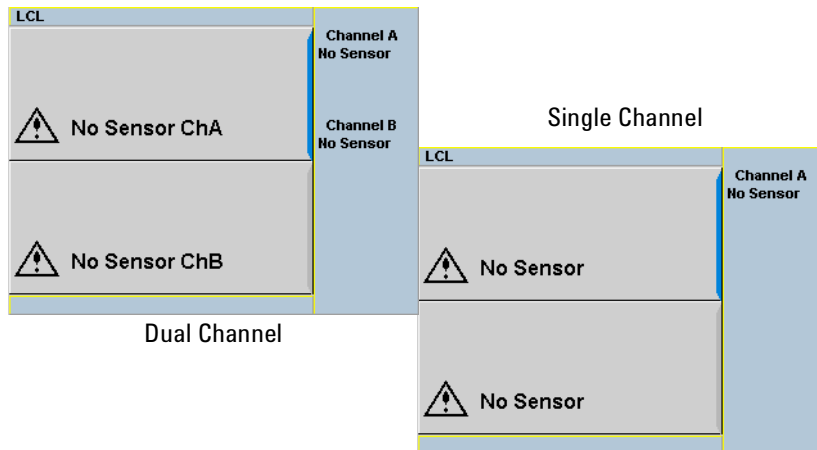 LCL
Channel A
No Sensor
No Sensor ChA
Channel B
No Sensor
No Sensor ChB
Dual Channel
Single Channel
LCL
Channel A
No Sensor
No Sensor
No Sensor